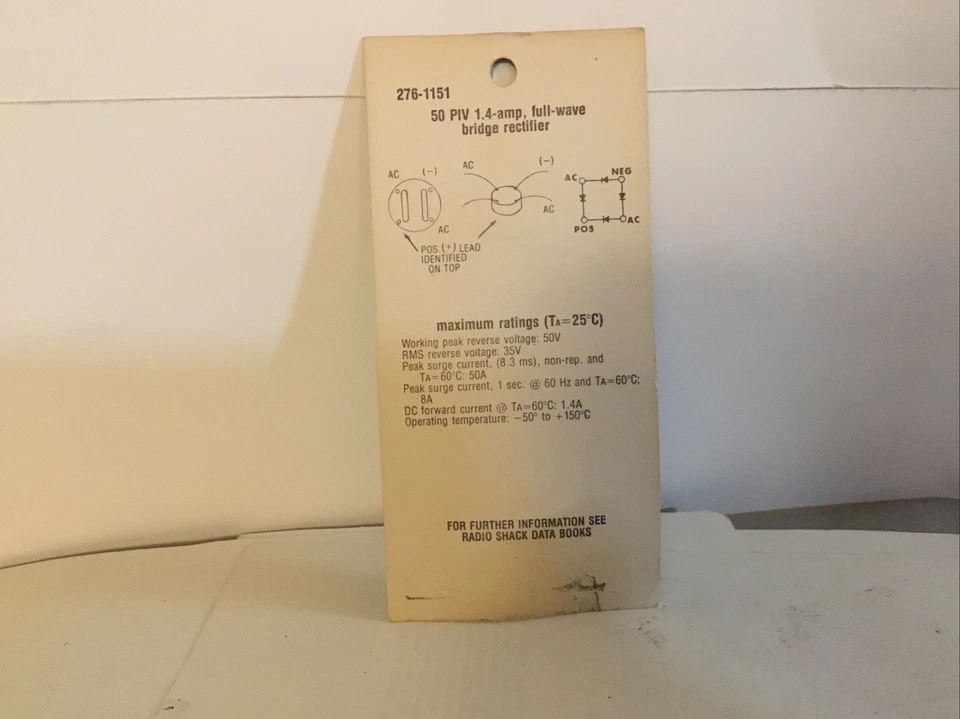 276-1151
50 PIV 1.4-amp, full-wave
bridge rectifier
AC (-)
AC
POS (+) LEAD
IDENTIFIED
ON TOP
AC (-)
AC
AC NEG
POS AC
maximum ratings (TA=25°C)
Working peak reverse voltage: 50V
RMS reverse voltage: 35V
Peak surge current, (8.3 ms), non-rep. and
TA=60°C: 50A
Peak surge current, 1 sec. @ 60 Hz and TA=60°C:
8A
DC forward current @ TA=60°C: 1.4A
Operating temperature: −50° to +150°C
FOR FURTHER INFORMATION SEE
RADIO SHACK DATA BOOKS